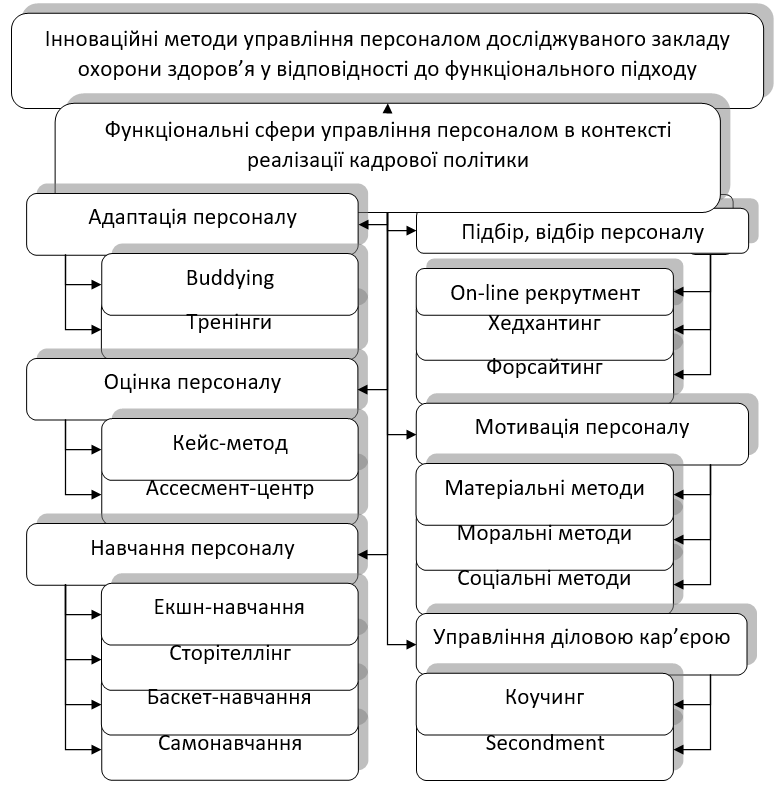 Інноваційні методи управління персоналом досліджуваного закладу
охорони здоров’я у відповідності до функціонального підходу
Функціональні сфери управління персоналом в контексті
реалізації кадрової політики
Адаптація персоналу
Buddying
Тренінги
Оцінка персоналу
Кейс-метод
Ассесмент-центр
Навчання персоналу
Екшн-навчання
Сторітеллінг
Баскет-навчання
Самонавчання
Підбір, відбір персоналу
On-line рекрутмент
Хедхантинг
Форсайтинг
Мотивація персоналу
Матеріальні методи
Моральні методи
Соціальні методи
Управління діловою кар’єрою
Коучинг
Secondment